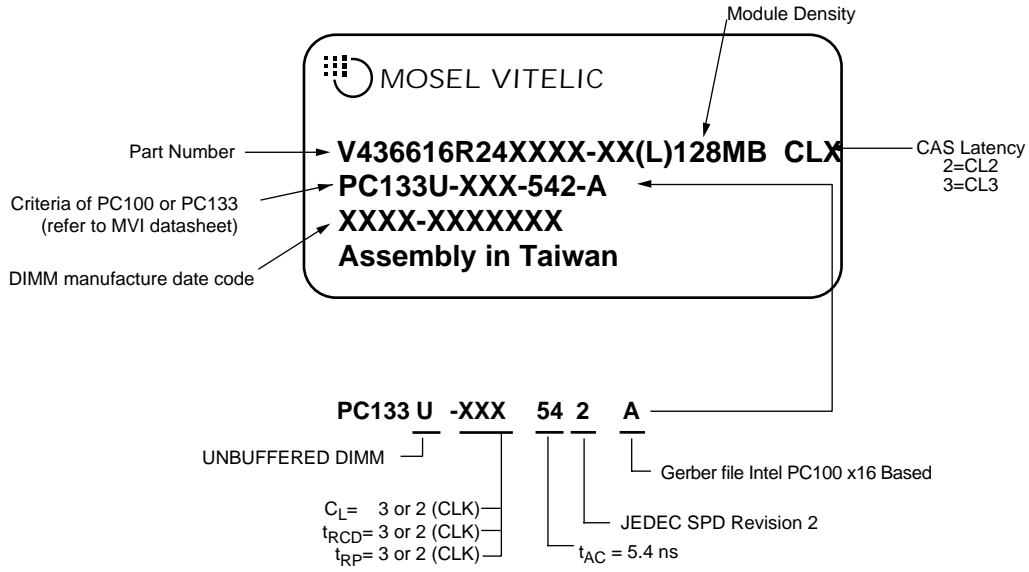 Module Density
MOSEL VITELIC
Part Number
V436616R24XXXX-XX(L)128MB CLX
CAS Latency
2=CL2
3=CL3
Criteria of PC100 or PC133
(refer to MVI datasheet)
PC133U-XXX-542-A
XXXX-XXXXXXX
DIMM manufacture date code
Assembly in Taiwan
PC133 U -XXX 54 2 A
UNBUFFERED DIMM
Gerber file Intel PC100 x16 Based
CL= 3 or 2 (CLK)
tRCD= 3 or 2 (CLK)
tRP= 3 or 2 (CLK)
JEDEC SPD Revision 2
tAC = 5.4 ns